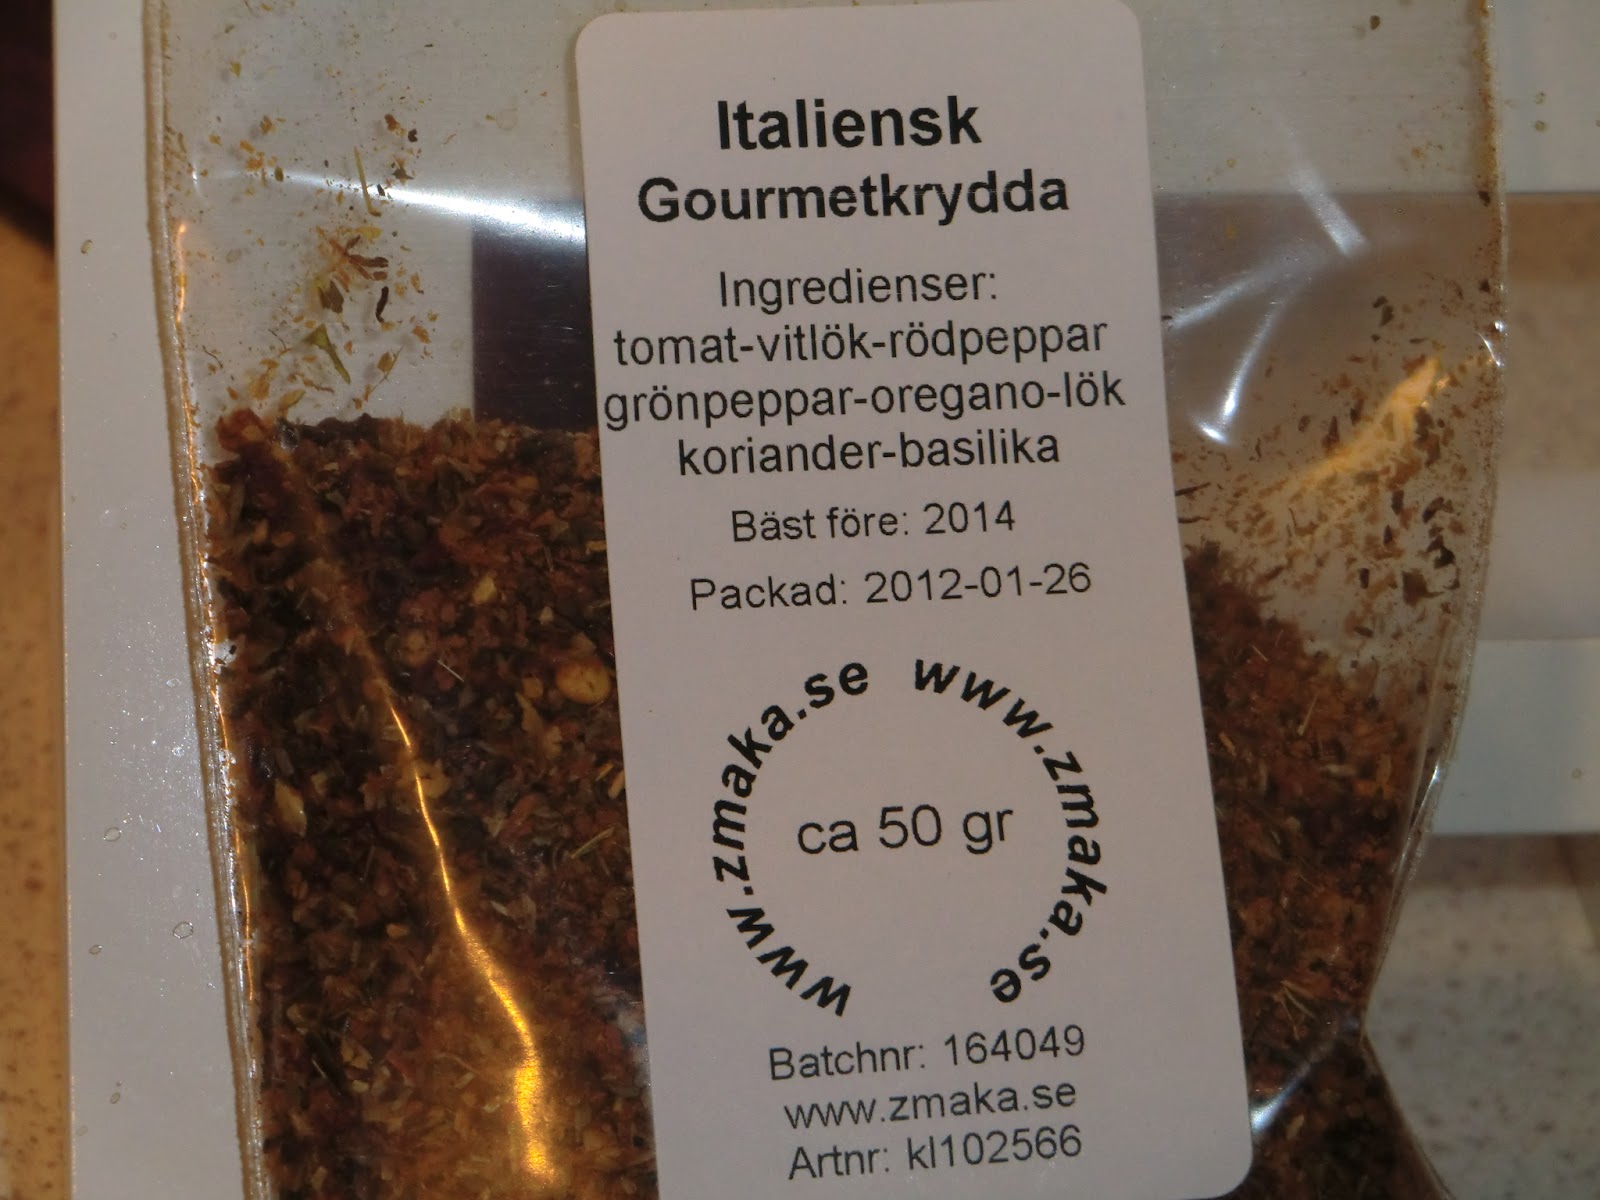 Italiensk
Gourmetkrydda
Ingredienser:
tomat-vitlök-rödpeppar
grönpeppar-oregano-lök
koriander-basilika
Bäst före: 2014
Packad: 2012-01-26
www.zmaka.se www.zmaka.se
ca 50 gr
Batchnr: 164049
www.zmaka.se
Artnr: kl102566